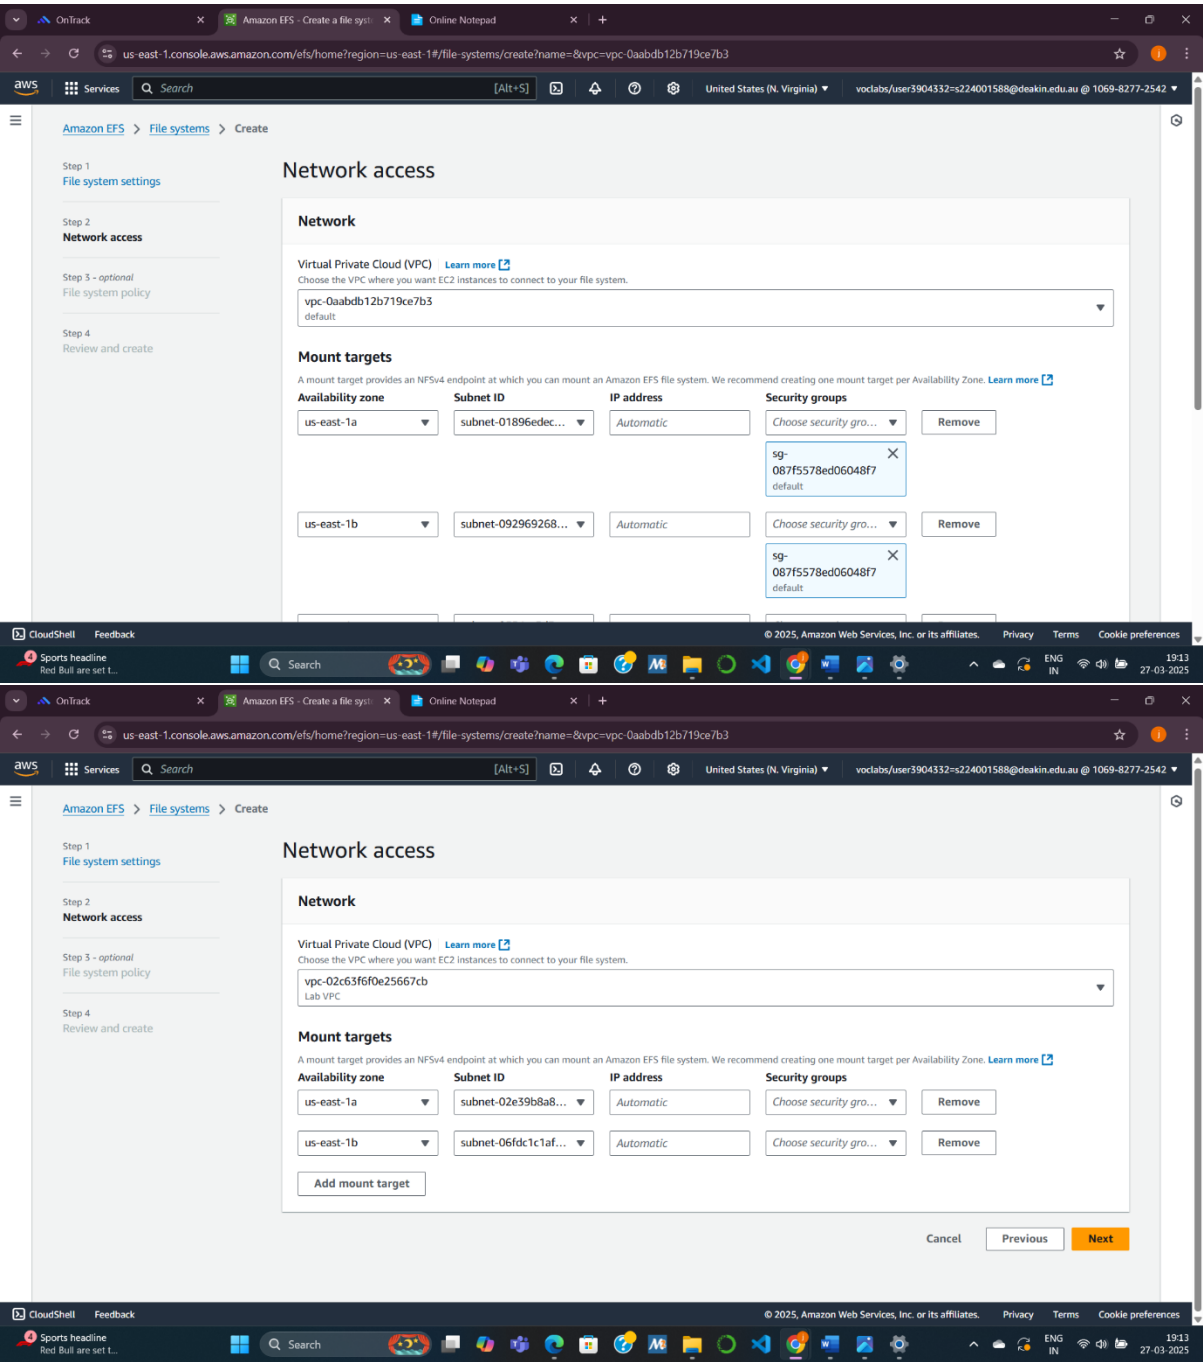 OnTrack
Amazon EFS - Create a file syst
Online Notepad
us-east-1.console.aws.amazon.com/efs/home?region=us-east-1#/file-systems/create?name=&vpc=vpc-0aabdb12b719ce7b3
aws Services Search [Alt+S] United States (N. Virginia) voclabs/user3904332=s224001588@deakin.edu.au @ 1069-8277-2542
Amazon EFS > File systems > Create
Step 1
File system settings
Step 2
Network access
Step 3 - optional
File system policy
Step 4
Review and create
Network access
Network
Virtual Private Cloud (VPC) Learn more
Choose the VPC where you want EC2 instances to connect to your file system.
vpc-0aabdb12b719ce7b3
default
Mount targets
A mount target provides an NFSv4 endpoint at which you can mount an Amazon EFS file system. We recommend creating one mount target per Availability Zone. Learn more
Availability zone Subnet ID IP address Security groups
us-east-1a subnet-01896edec... Automatic Choose security gro... Remove
sg-
087f5578ed06048f7
default
us-east-1b subnet-092969268... Automatic Choose security gro... Remove
sg-
087f5578ed06048f7
default
CloudShell Feedback © 2025, Amazon Web Services, Inc. or its affiliates. Privacy Terms Cookie preferences
4 Sports headline
Red Bull are set t...
Search
ENG
IN
19:13
27-03-2025
OnTrack
Amazon EFS - Create a file syst
Online Notepad
us-east-1.console.aws.amazon.com/efs/home?region=us-east-1#/file-systems/create?name=&vpc=vpc-0aabdb12b719ce7b3
aws Services Search [Alt+S] United States (N. Virginia) voclabs/user3904332=s224001588@deakin.edu.au @ 1069-8277-2542
Amazon EFS > File systems > Create
Step 1
File system settings
Step 2
Network access
Step 3 - optional
File system policy
Step 4
Review and create
Network access
Network
Virtual Private Cloud (VPC) Learn more
Choose the VPC where you want EC2 instances to connect to your file system.
vpc-02c63f6f0e25667cb
Lab VPC
Mount targets
A mount target provides an NFSv4 endpoint at which you can mount an Amazon EFS file system. We recommend creating one mount target per Availability Zone. Learn more
Availability zone Subnet ID IP address Security groups
us-east-1a subnet-02e39b8a8... Automatic Choose security gro... Remove
us-east-1b subnet-06fdc1c1af... Automatic Choose security gro... Remove
Add mount target
Cancel Previous Next
CloudShell Feedback © 2025, Amazon Web Services, Inc. or its affiliates. Privacy Terms Cookie preferences
4 Sports headline
Red Bull are set t...
Search
ENG
IN
19:13
27-03-2025